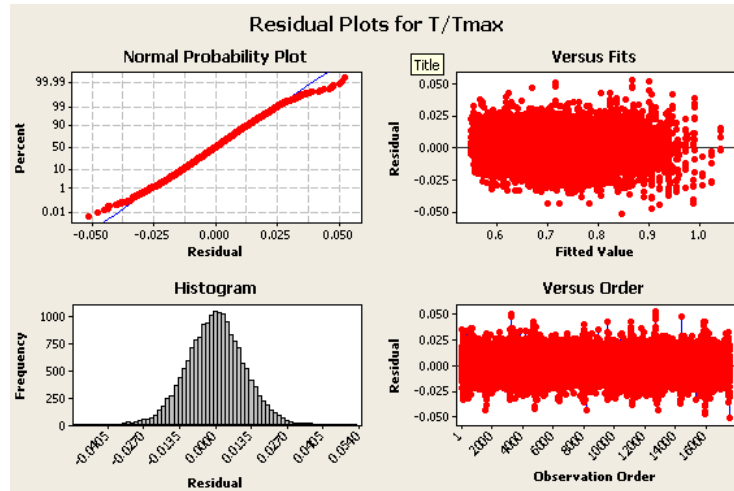 Residual Plots for T/Tmax
Normal Probability Plot
Percent
99.99
99
90
50
10
1
0.01
-0.050 -0.025 0.000 0.025 0.050
Residual
Title
Versus Fits
Residual
0.050
0.025
0.000
-0.025
-0.050
0.6 0.7 0.8 0.9 1.0
Fitted Value
Histogram
Frequency
1000
750
500
250
0
-0.0405 -0.0270 -0.0135 0.0000 0.0135 0.0270 0.0405 0.0540
Residual
Versus Order
Residual
0.050
0.025
0.000
-0.025
-0.050
1 2000 4000 6000 8000 10000 12000 14000 16000
Observation Order